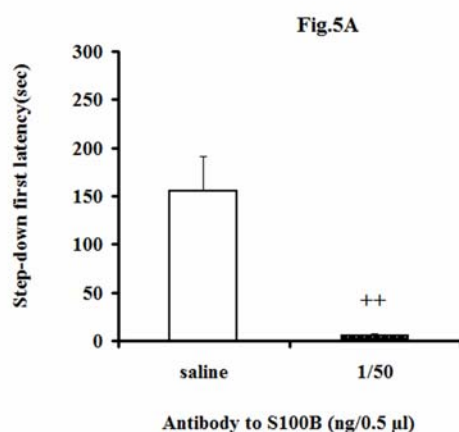 Fig.5A
Step-down first latency(sec)
300
250
200
150
100
50
0
++
saline 1/50
Antibody to S100B (ng/0.5 µl)